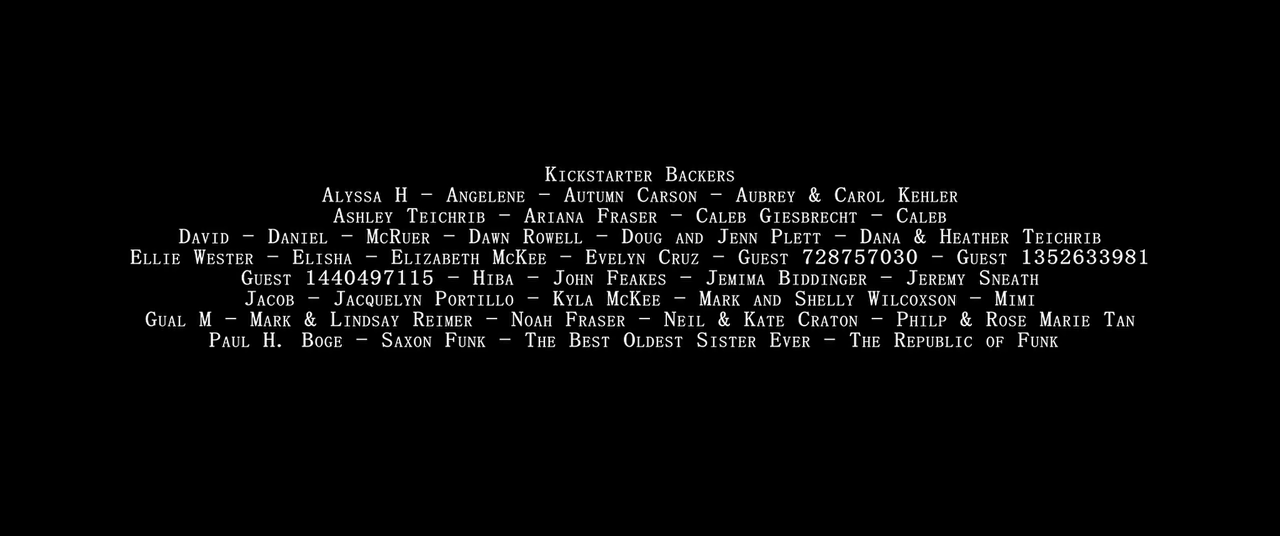 Kickstarter Backers
Alyssa H – Angelene – Autumn Carson – Aubrey & Carol Kehler
Ashley Teichrib – Ariana Fraser – Caleb Giesbrecht – Caleb
David – Daniel – McRuer – Dawn Rowell – Doug and Jenn Plett – Dana & Heather Teichrib
Ellie Wester – Elisha – Elizabeth McKee – Evelyn Cruz – Guest 728757030 – Guest 1352633981
Guest 1440497115 – Hiba – John Feakes – Jemima Biddinger – Jeremy Sneath
Jacob – Jacquelyn Portillo – Kyla McKee – Mark and Shelly Wilcoxson – Mimi
Gual M – Mark & Lindsay Reimer – Noah Fraser – Neil & Kate Craton – Philp & Rose Marie Tan
Paul H. Boge – Saxon Funk – The Best Oldest Sister Ever – The Republic of Funk